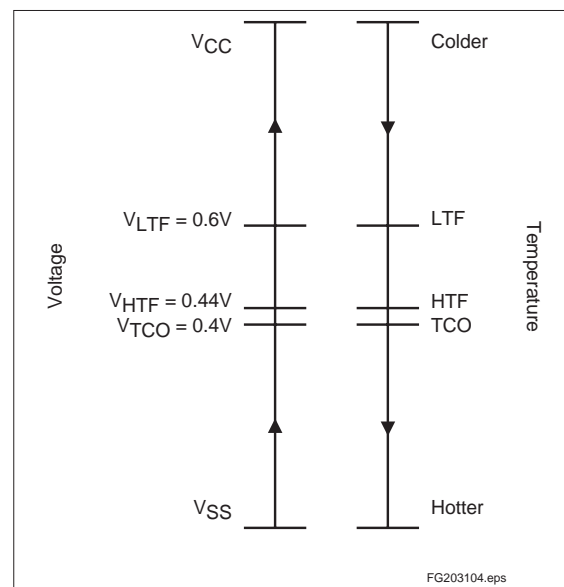 VCC
Colder
VLTF = 0.6V
LTF
Voltage
Temperature
VHTF = 0.44V
HTF
VTCO = 0.4V
TCO
VSS
Hotter
FG203104.eps